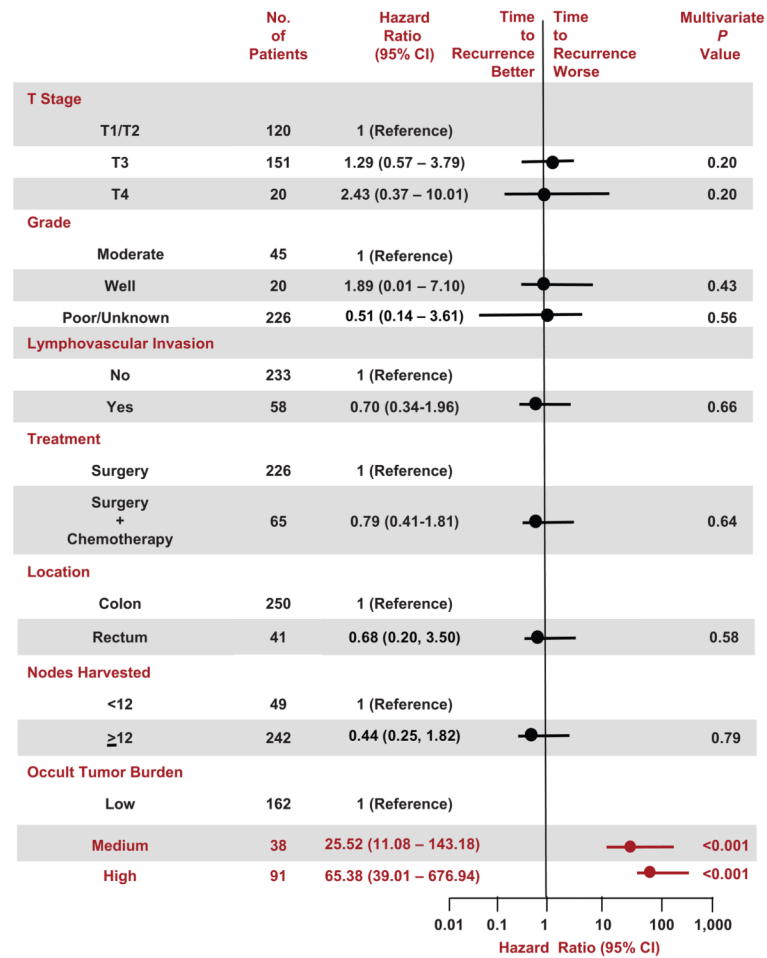 No. of Patients
Hazard Ratio (95% CI)
Time to Recurrence Better
Time to Recurrence Worse
Multivariate P Value
T Stage
T1/T2 120 1 (Reference)
T3 151 1.29 (0.57 – 3.79) 0.20
T4 20 2.43 (0.37 – 10.01) 0.20
Grade
Moderate 45 1 (Reference)
Well 20 1.89 (0.01 – 7.10) 0.43
Poor/Unknown 226 0.51 (0.14 – 3.61) 0.56
Lymphovascular Invasion
No 233 1 (Reference)
Yes 58 0.70 (0.34-1.96) 0.66
Treatment
Surgery 226 1 (Reference)
Surgery + Chemotherapy 65 0.79 (0.41-1.81) 0.64
Location
Colon 250 1 (Reference)
Rectum 41 0.68 (0.20, 3.50) 0.58
Nodes Harvested
<12 49 1 (Reference)
≥12 242 0.44 (0.25, 1.82) 0.79
Occult Tumor Burden
Low 162 1 (Reference)
Medium 38 25.52 (11.08 – 143.18) <0.001
High 91 65.38 (39.01 – 676.94) <0.001
0.01 0.1 1 10 100 1,000
Hazard Ratio (95% CI)